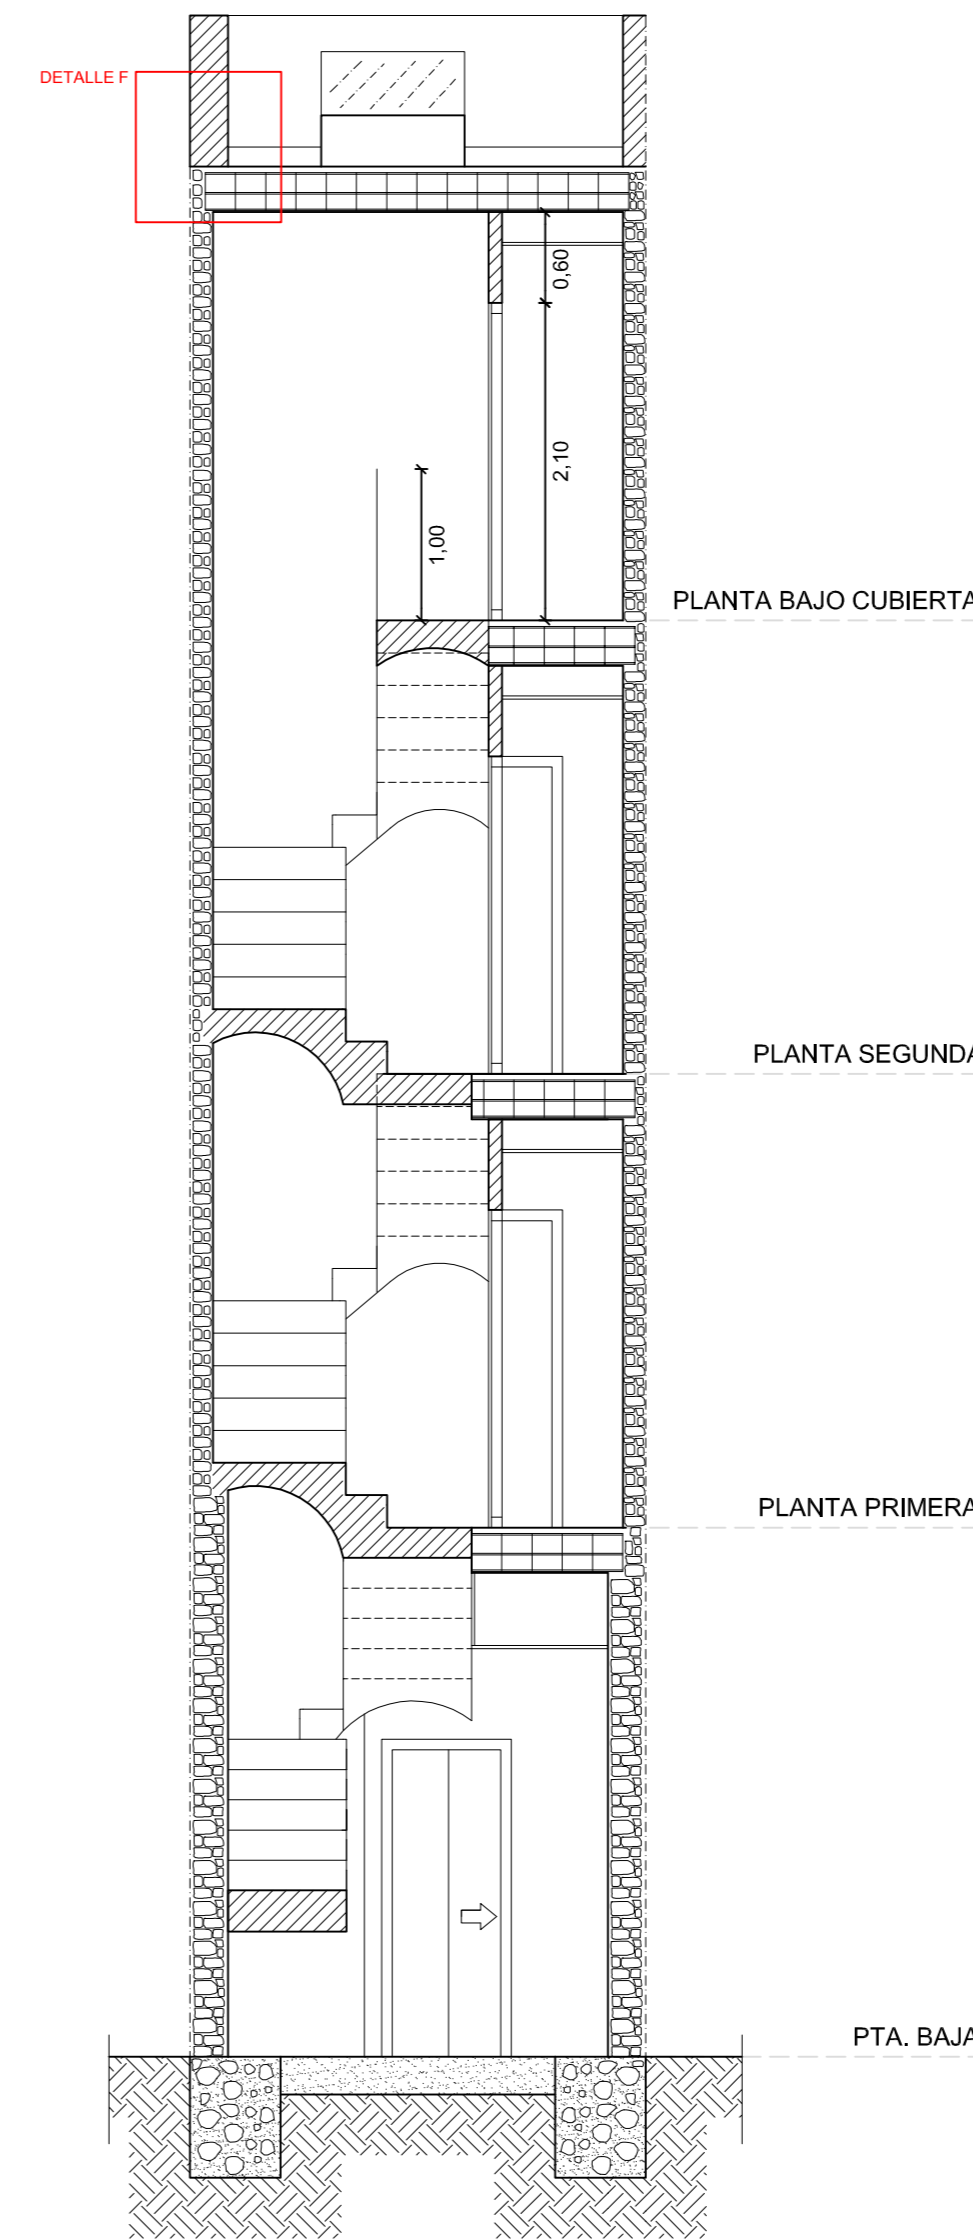 DETALLE F
0,60
2,10
1,00
PLANTA BAJO CUBIERTA
PLANTA SEGUNDA
PLANTA PRIMERA
PTA. BAJA